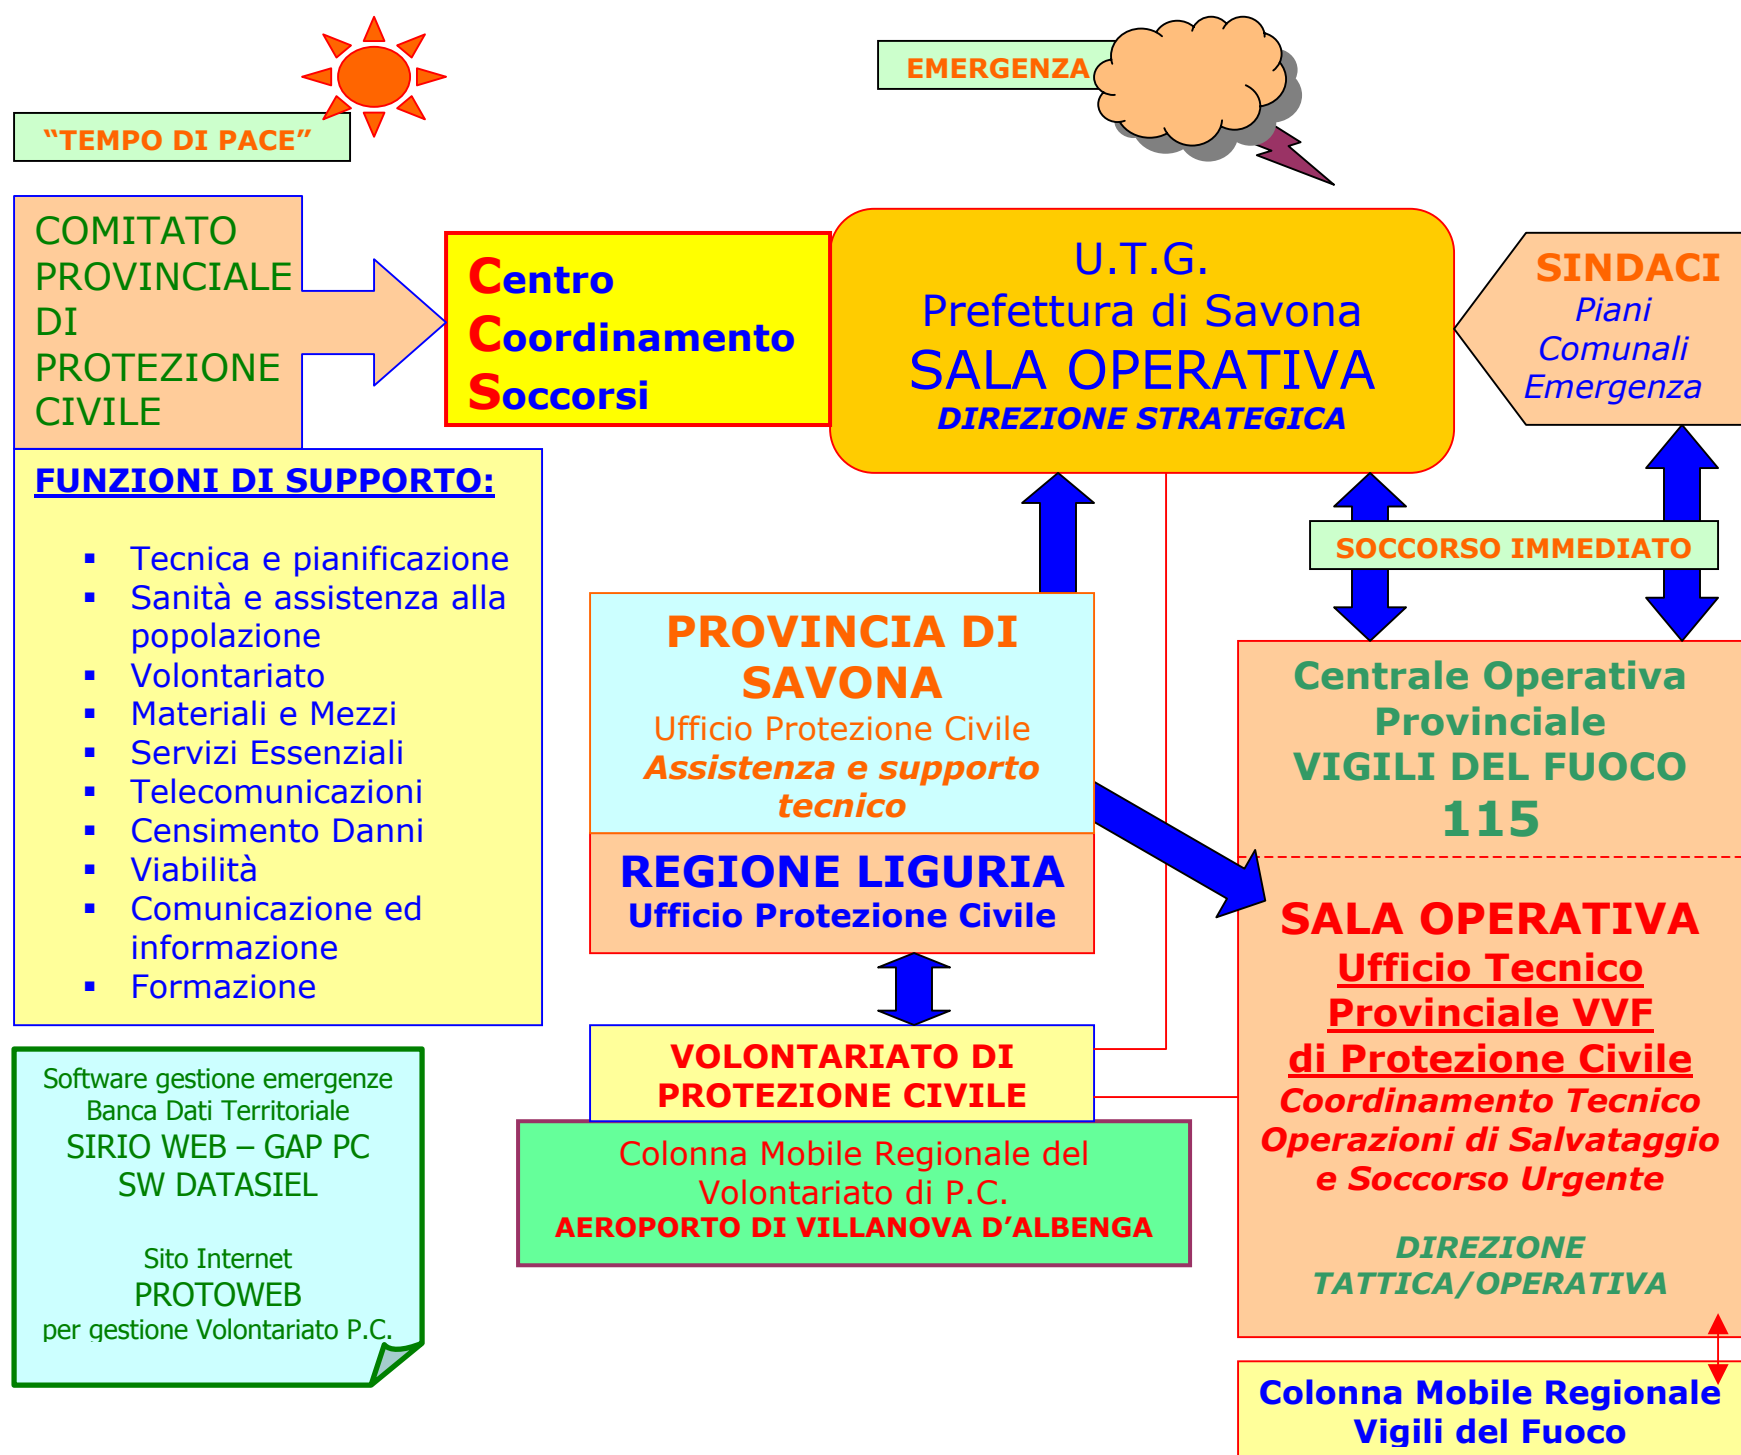 “TEMPO DI PACE”
EMERGENZA
COMITATO
PROVINCIALE
DI
PROTEZIONE
CIVILE
Centro
Coordinamento
Soccorsi
U.T.G.
Prefettura di Savona
SALA OPERATIVA
DIREZIONE STRATEGICA
SINDACI
Piani
Comunali
Emergenza
FUNZIONI DI SUPPORTO:
▪ Tecnica e pianificazione
▪ Sanità e assistenza alla
popolazione
▪ Volontariato
▪ Materiali e Mezzi
▪ Servizi Essenziali
▪ Telecomunicazioni
▪ Censimento Danni
▪ Viabilità
▪ Comunicazione ed
informazione
▪ Formazione
SOCCORSO IMMEDIATO
PROVINCIA DI
SAVONA
Ufficio Protezione Civile
Assistenza e supporto
tecnico
REGIONE LIGURIA
Ufficio Protezione Civile
Centrale Operativa
Provinciale
VIGILI DEL FUOCO
115
SALA OPERATIVA
Ufficio Tecnico
Provinciale VVF
di Protezione Civile
Coordinamento Tecnico
Operazioni di Salvataggio
e Soccorso Urgente
DIREZIONE
TATTICA/OPERATIVA
VOLONTARIATO DI
PROTEZIONE CIVILE
Colonna Mobile Regionale del
Volontariato di P.C.
AEROPORTO DI VILLANOVA D’ALBENGA
Software gestione emergenze
Banca Dati Territoriale
SIRIO WEB – GAP PC
SW DATASIEL
Sito Internet
PROTOWEB
per gestione Volontariato P.C.
Colonna Mobile Regionale
Vigili del Fuoco